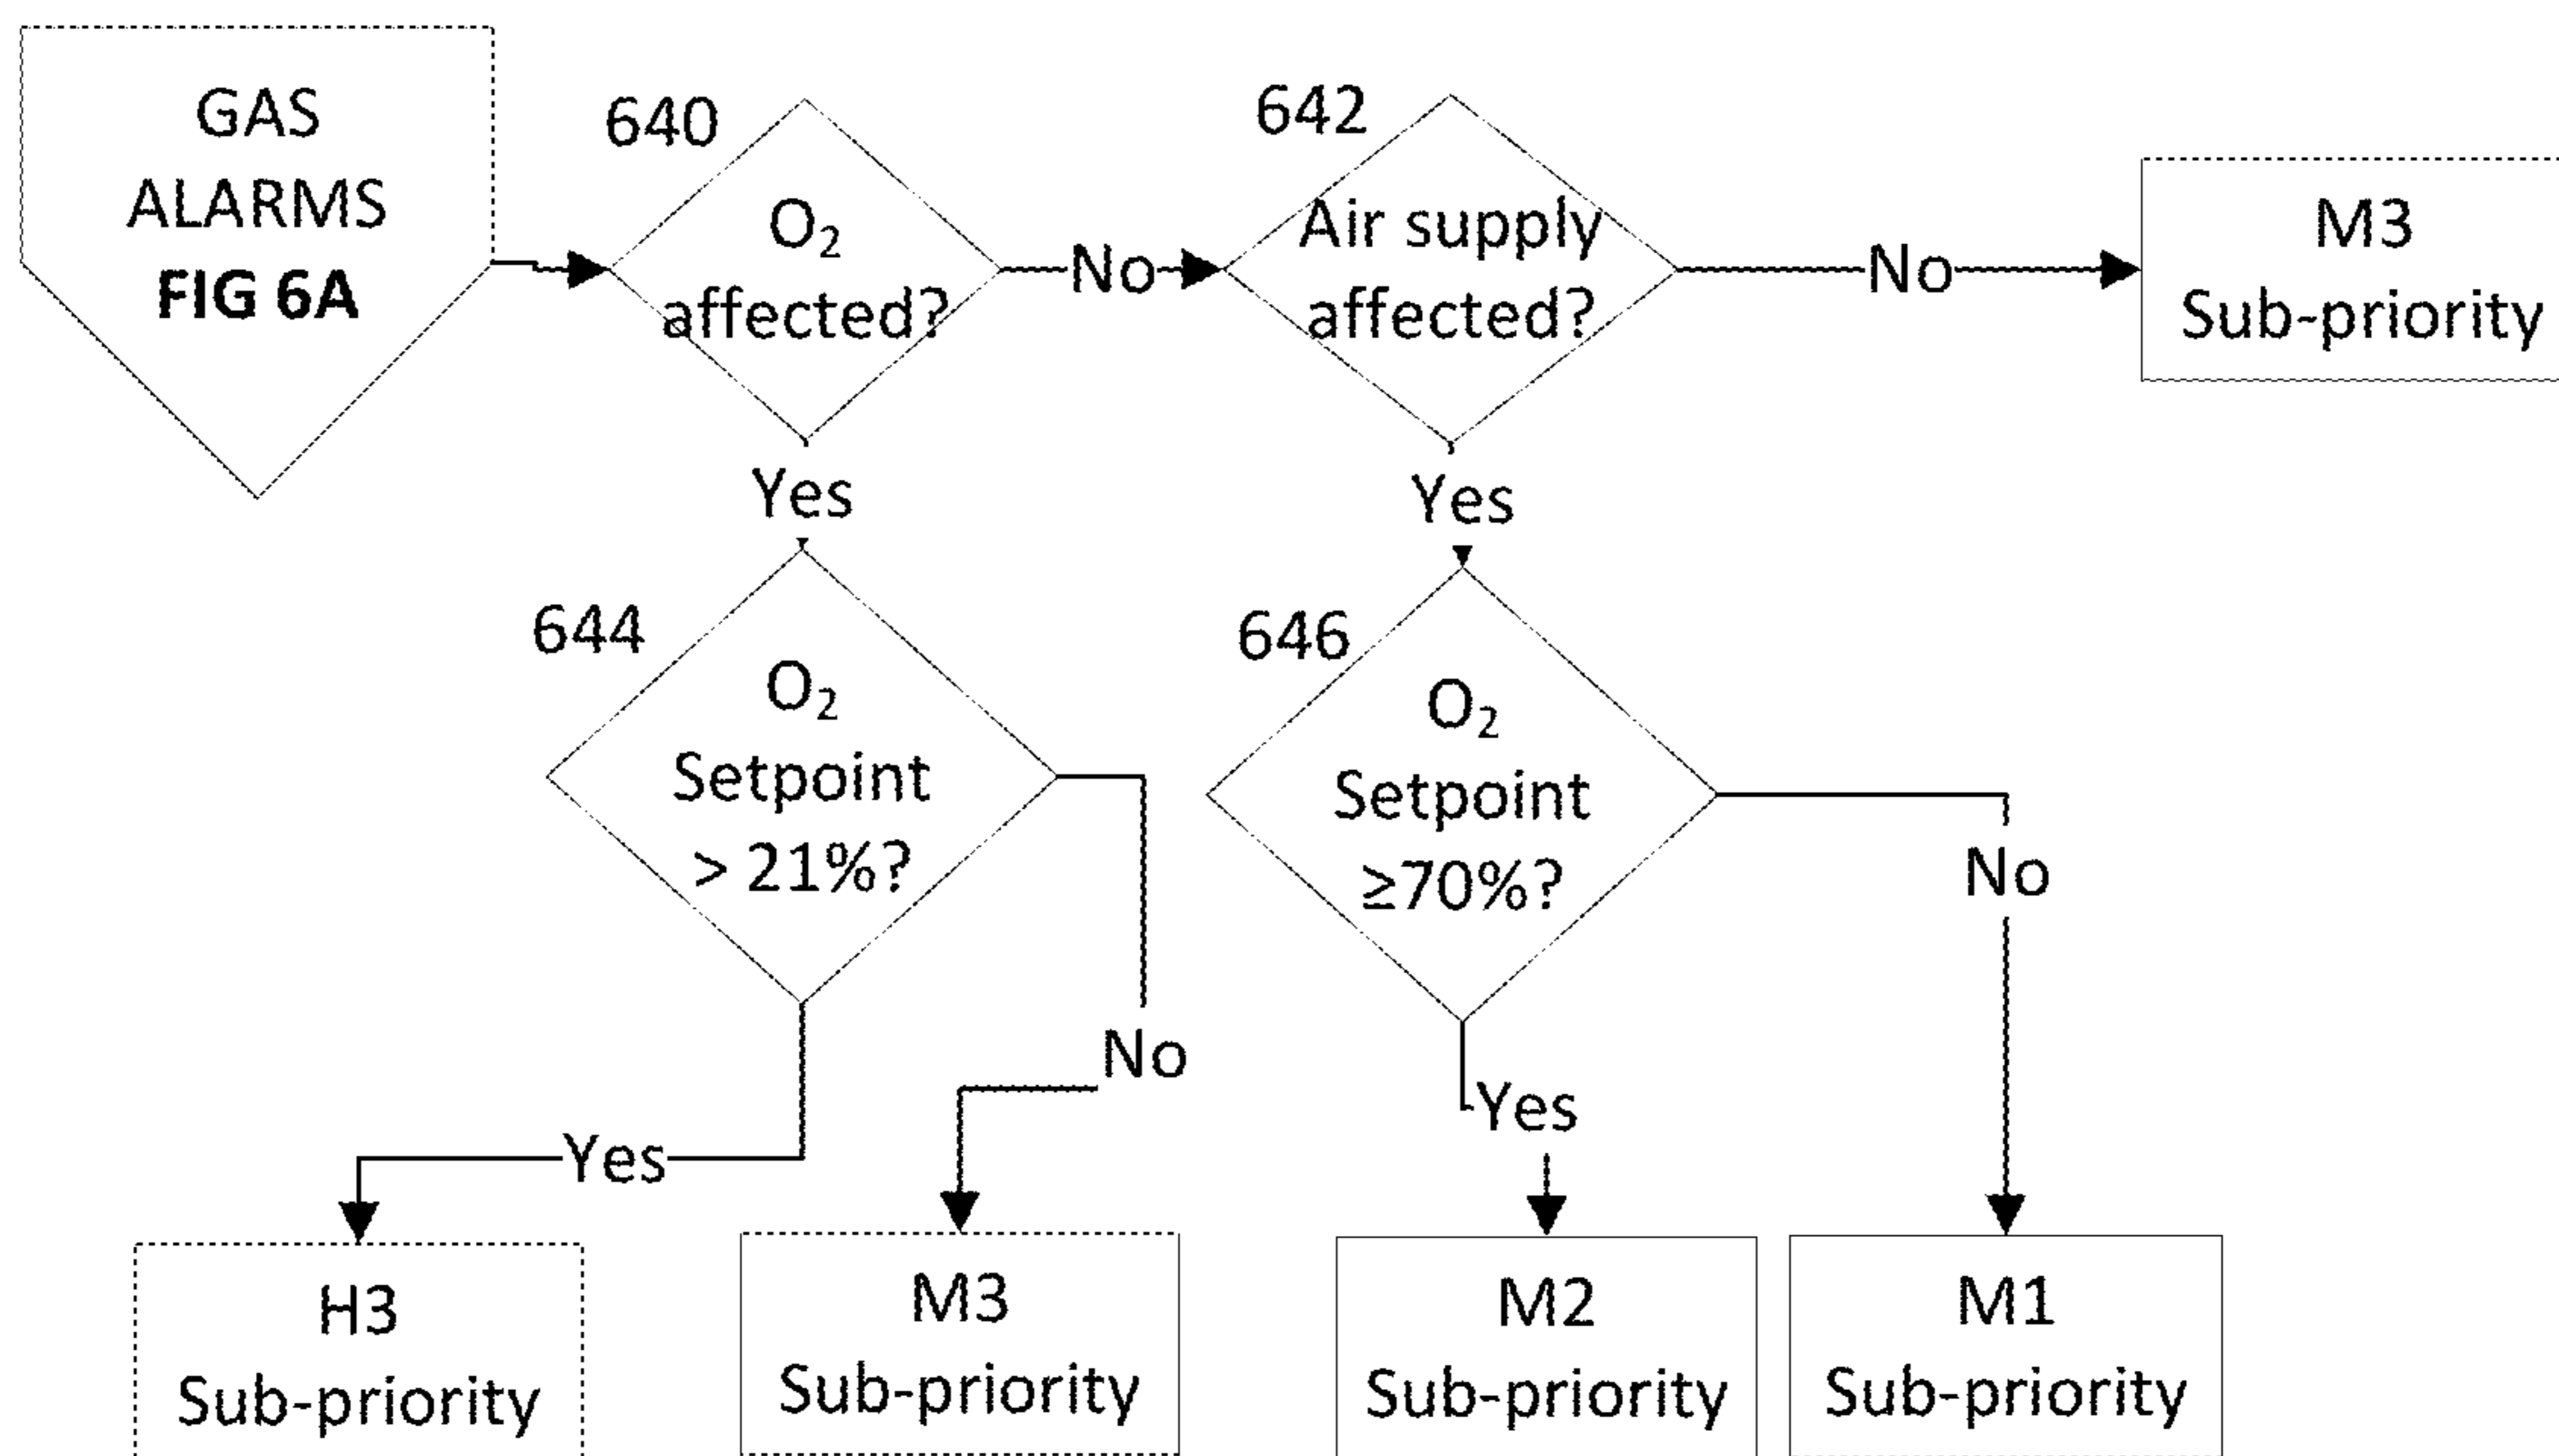 GAS
ALARMS
FIG 6A
640
O₂
affected?
No
642
Air supply
affected?
No
M3
Sub-priority
Yes
Yes
644
O₂
Setpoint
> 21%?
646
O₂
Setpoint
≥70%?
No
No
Yes
Yes
H3
Sub-priority
M3
Sub-priority
M2
Sub-priority
M1
Sub-priority